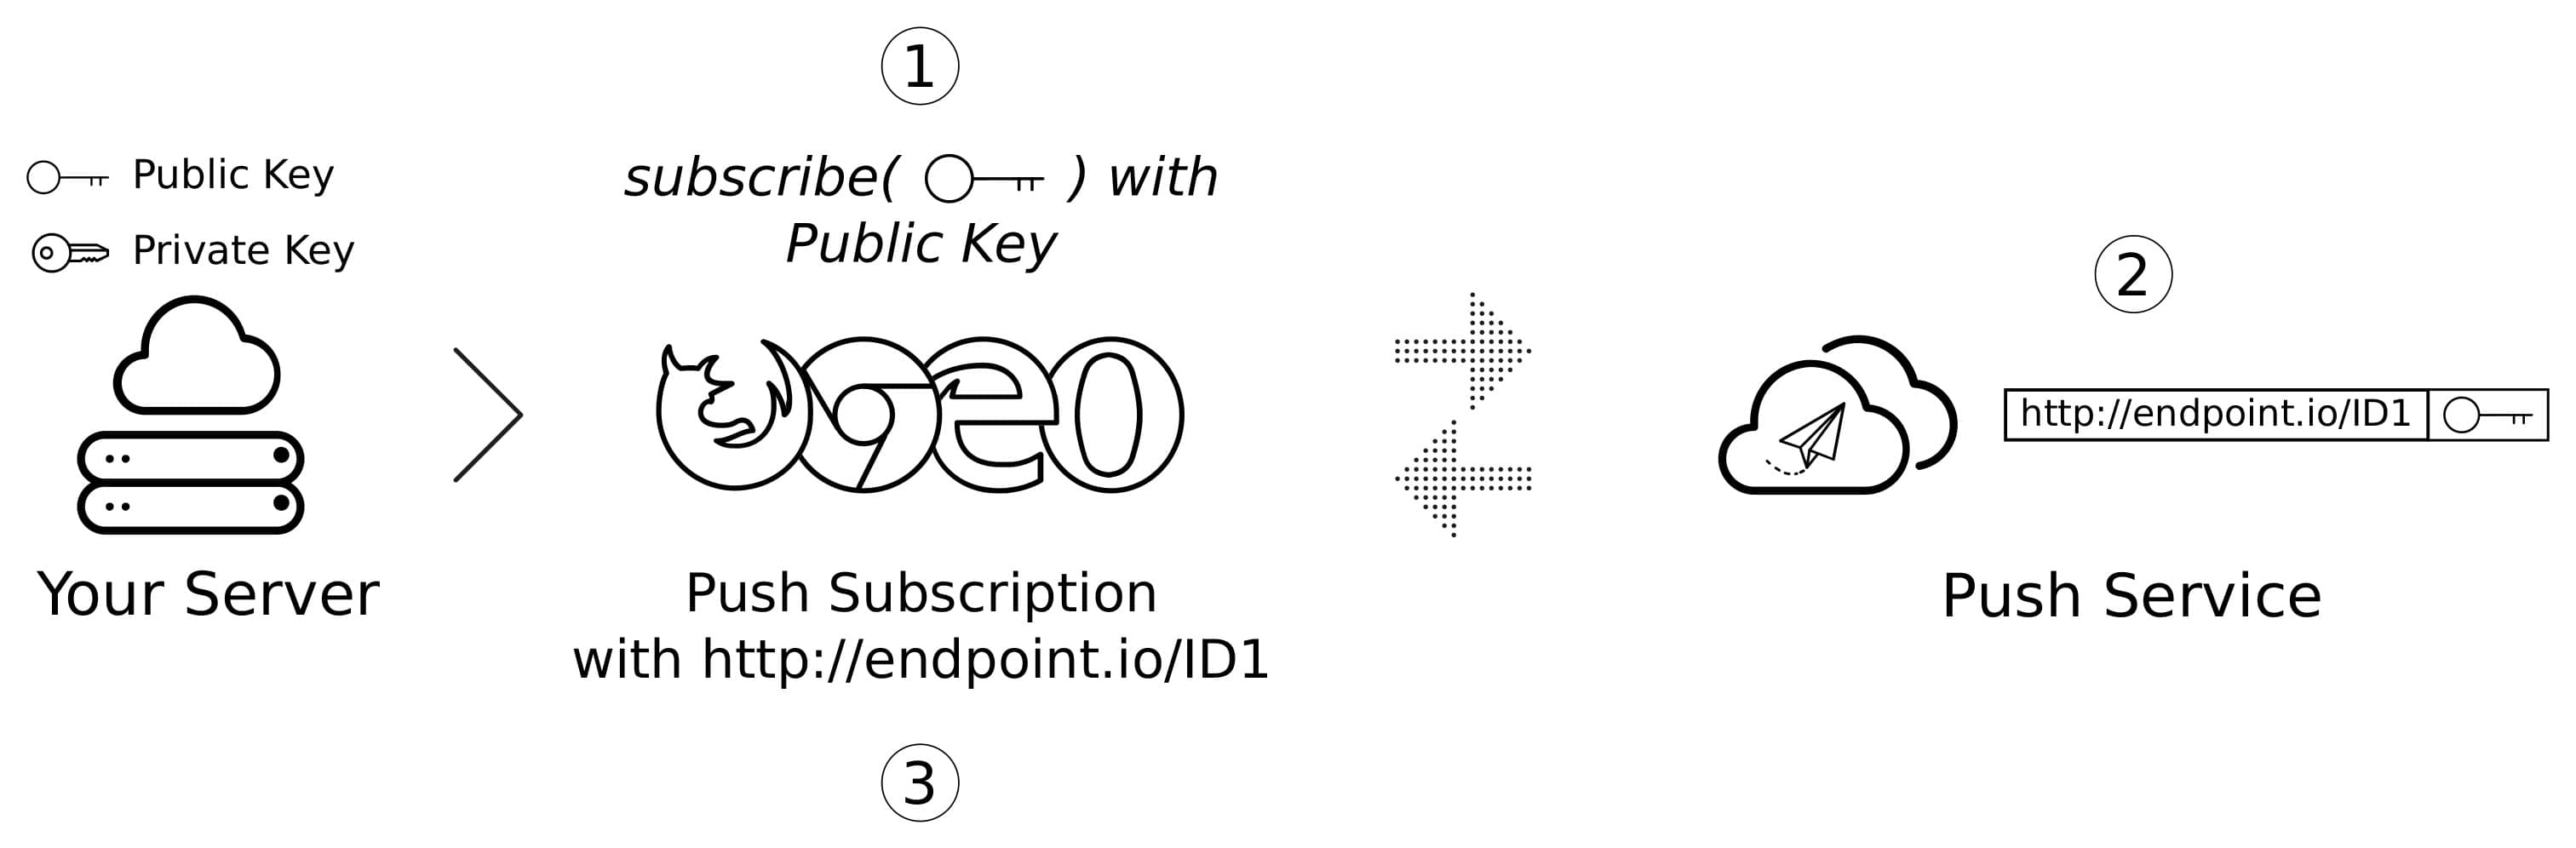 Public Key
Private Key
Your Server
1
subscribe( ) with
Public Key
Push Subscription
with http://endpoint.io/ID1
3
2
http://endpoint.io/ID1
Push Service